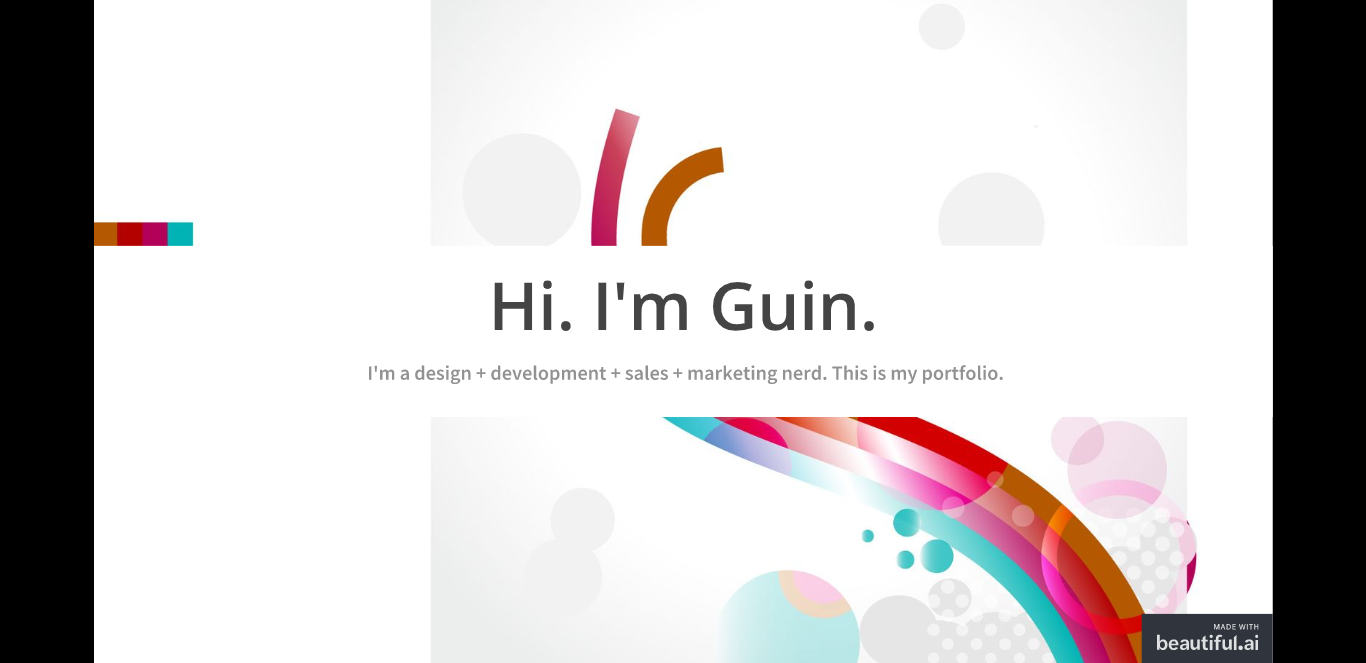 Hi. I'm Guin.
I'm a design + development + sales + marketing nerd. This is my portfolio.
MADE WITH
beautiful.ai